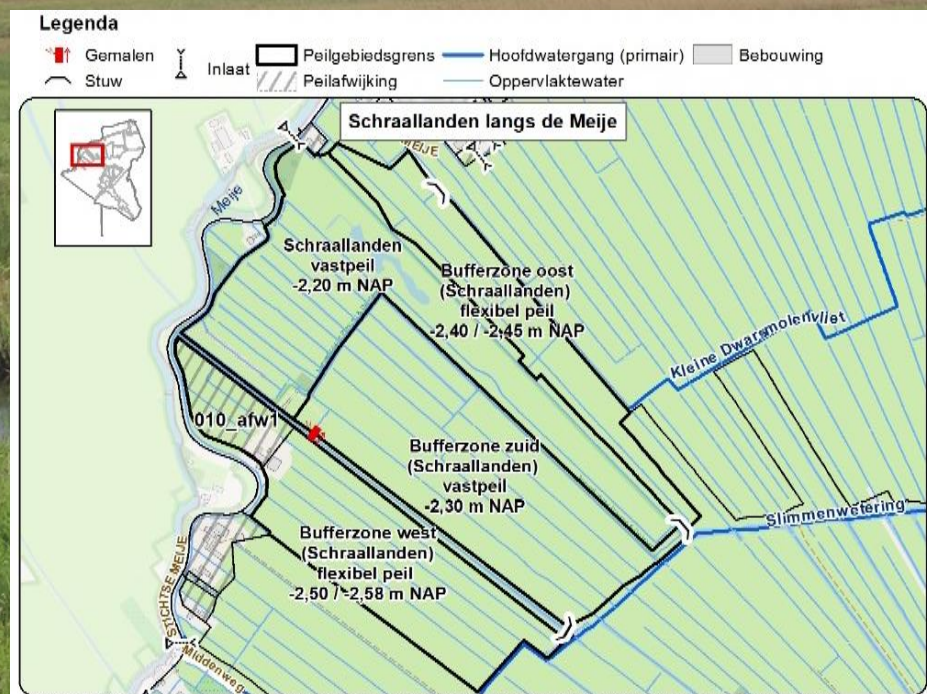 Legenda
Gemalen
Stuw
Inlaat
Peilgebiedsgrens
Peilafwijking
Hoofdwatergang (primair)
Oppervlaktewater
Bebouwing
Schraallanden langs de Meije
MEIJE
Meije
Schraallanden
vastpeil
-2,20 m NAP
Bufferzone oost
(Schraallanden)
flexibel peil
-2,40 / -2,45 m NAP
Kleine Dwarsmolenvliet
010_afw1
Bufferzone zuid
(Schraallanden)
vastpeil
-2,30 m NAP
Slimmenwetering
Bufferzone west
(Schraallanden)
flexibel peil
-2,50 / -2,58 m NAP
STICHTSE MEIJE
Middenweg